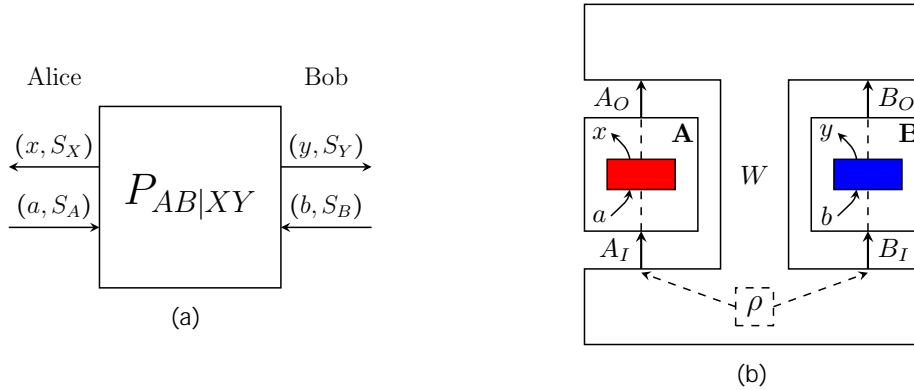 Alice
Bob
(x, S_X)
(y, S_Y)
P_{AB|XY}
(a, S_A)
(b, S_B)
(a)
A_O
B_O
x
A
y
B
W
a
b
A_I
B_I
ρ
(b)